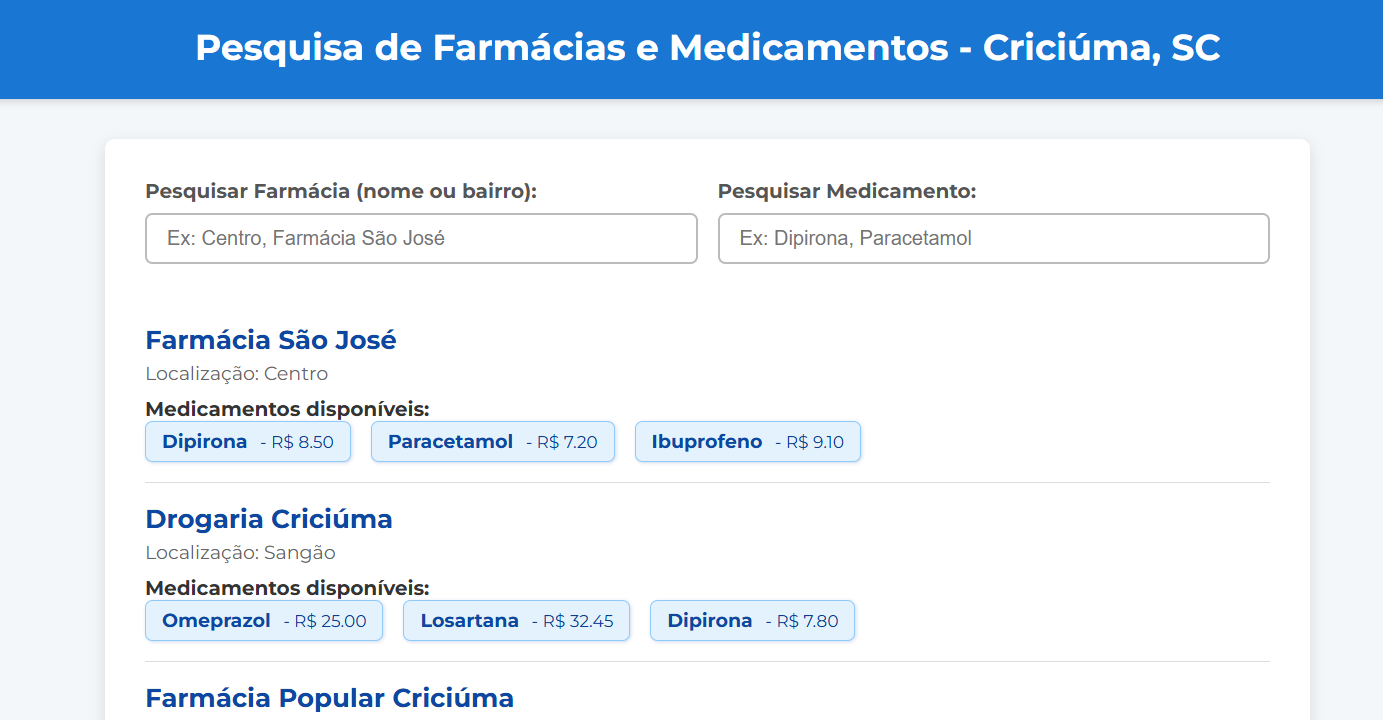 Pesquisa de Farmácias e Medicamentos - Criciúma, SC
Pesquisar Farmácia (nome ou bairro): Pesquisar Medicamento:
Ex: Centro, Farmácia São José Ex: Dipirona, Paracetamol
Farmácia São José
Localização: Centro
Medicamentos disponíveis:
Dipirona - R$ 8.50 Paracetamol - R$ 7.20 Ibuprofeno - R$ 9.10
Drogaria Criciúma
Localização: Sangão
Medicamentos disponíveis:
Omeprazol - R$ 25.00 Losartana - R$ 32.45 Dipirona - R$ 7.80
Farmácia Popular Criciúma